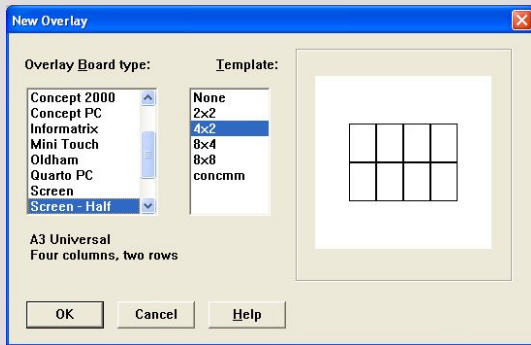 New Overlay
Overlay Board type:
Concept 2000
Concept PC
Informatrix
Mini Touch
Oldham
Quarto PC
Screen
Screen - Half
Template:
None
2x2
4x2
8x4
8x8
concmm
A3 Universal
Four columns, two rows
OK
Cancel
Help